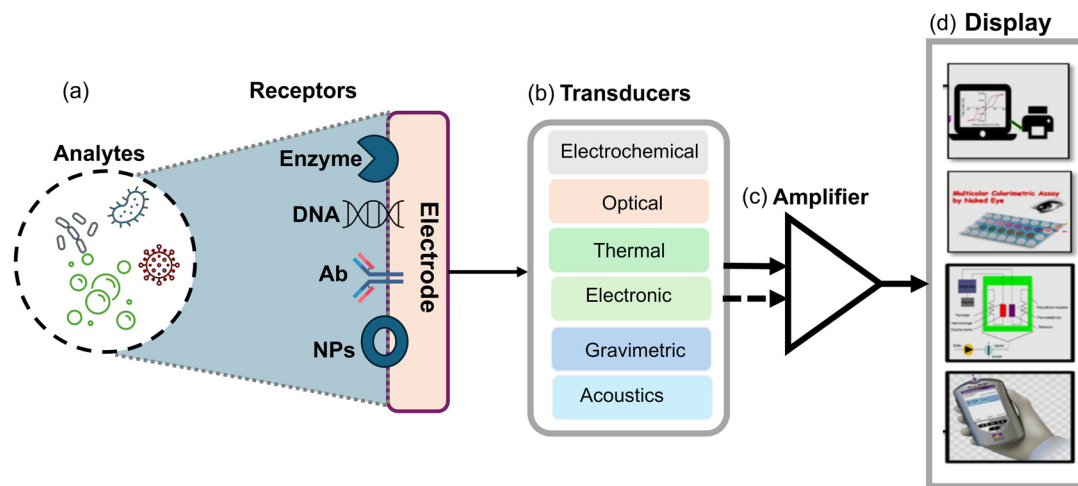 (a)
Analytes
Receptors
Enzyme
DNA
Ab
NPs
Electrode
(b) Transducers
Electrochemical
Optical
Thermal
Electronic
Gravimetric
Acoustics
(c) Amplifier
(d) Display
Multicolor Colorimetric Assay
by Naked Eye